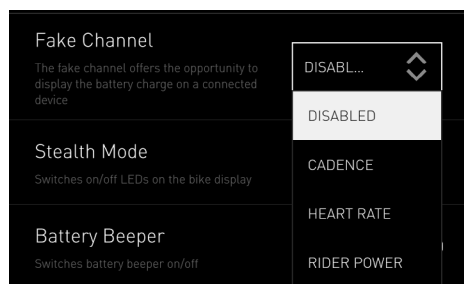 Fake Channel
The fake channel offers the opportunity to
display the battery charge on a connected
device
DISABL...
DISABLED
Stealth Mode
Switches on/off LEDs on the bike display
CADENCE
HEART RATE
Battery Beeper
Switches battery beeper on/off
RIDER POWER